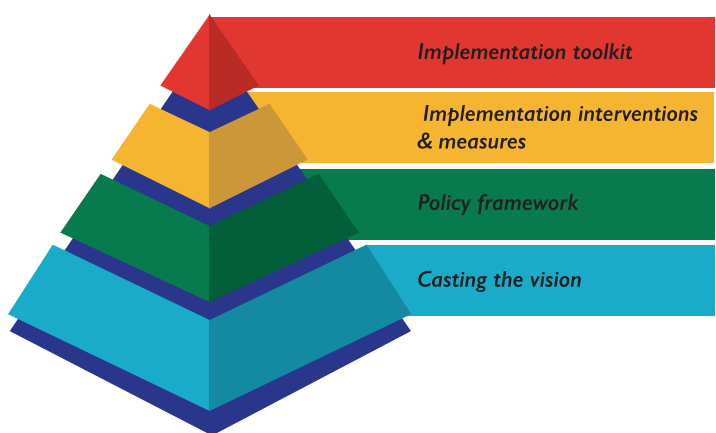 Implementation toolkit
Implementation interventions
& measures
Policy framework
Casting the vision